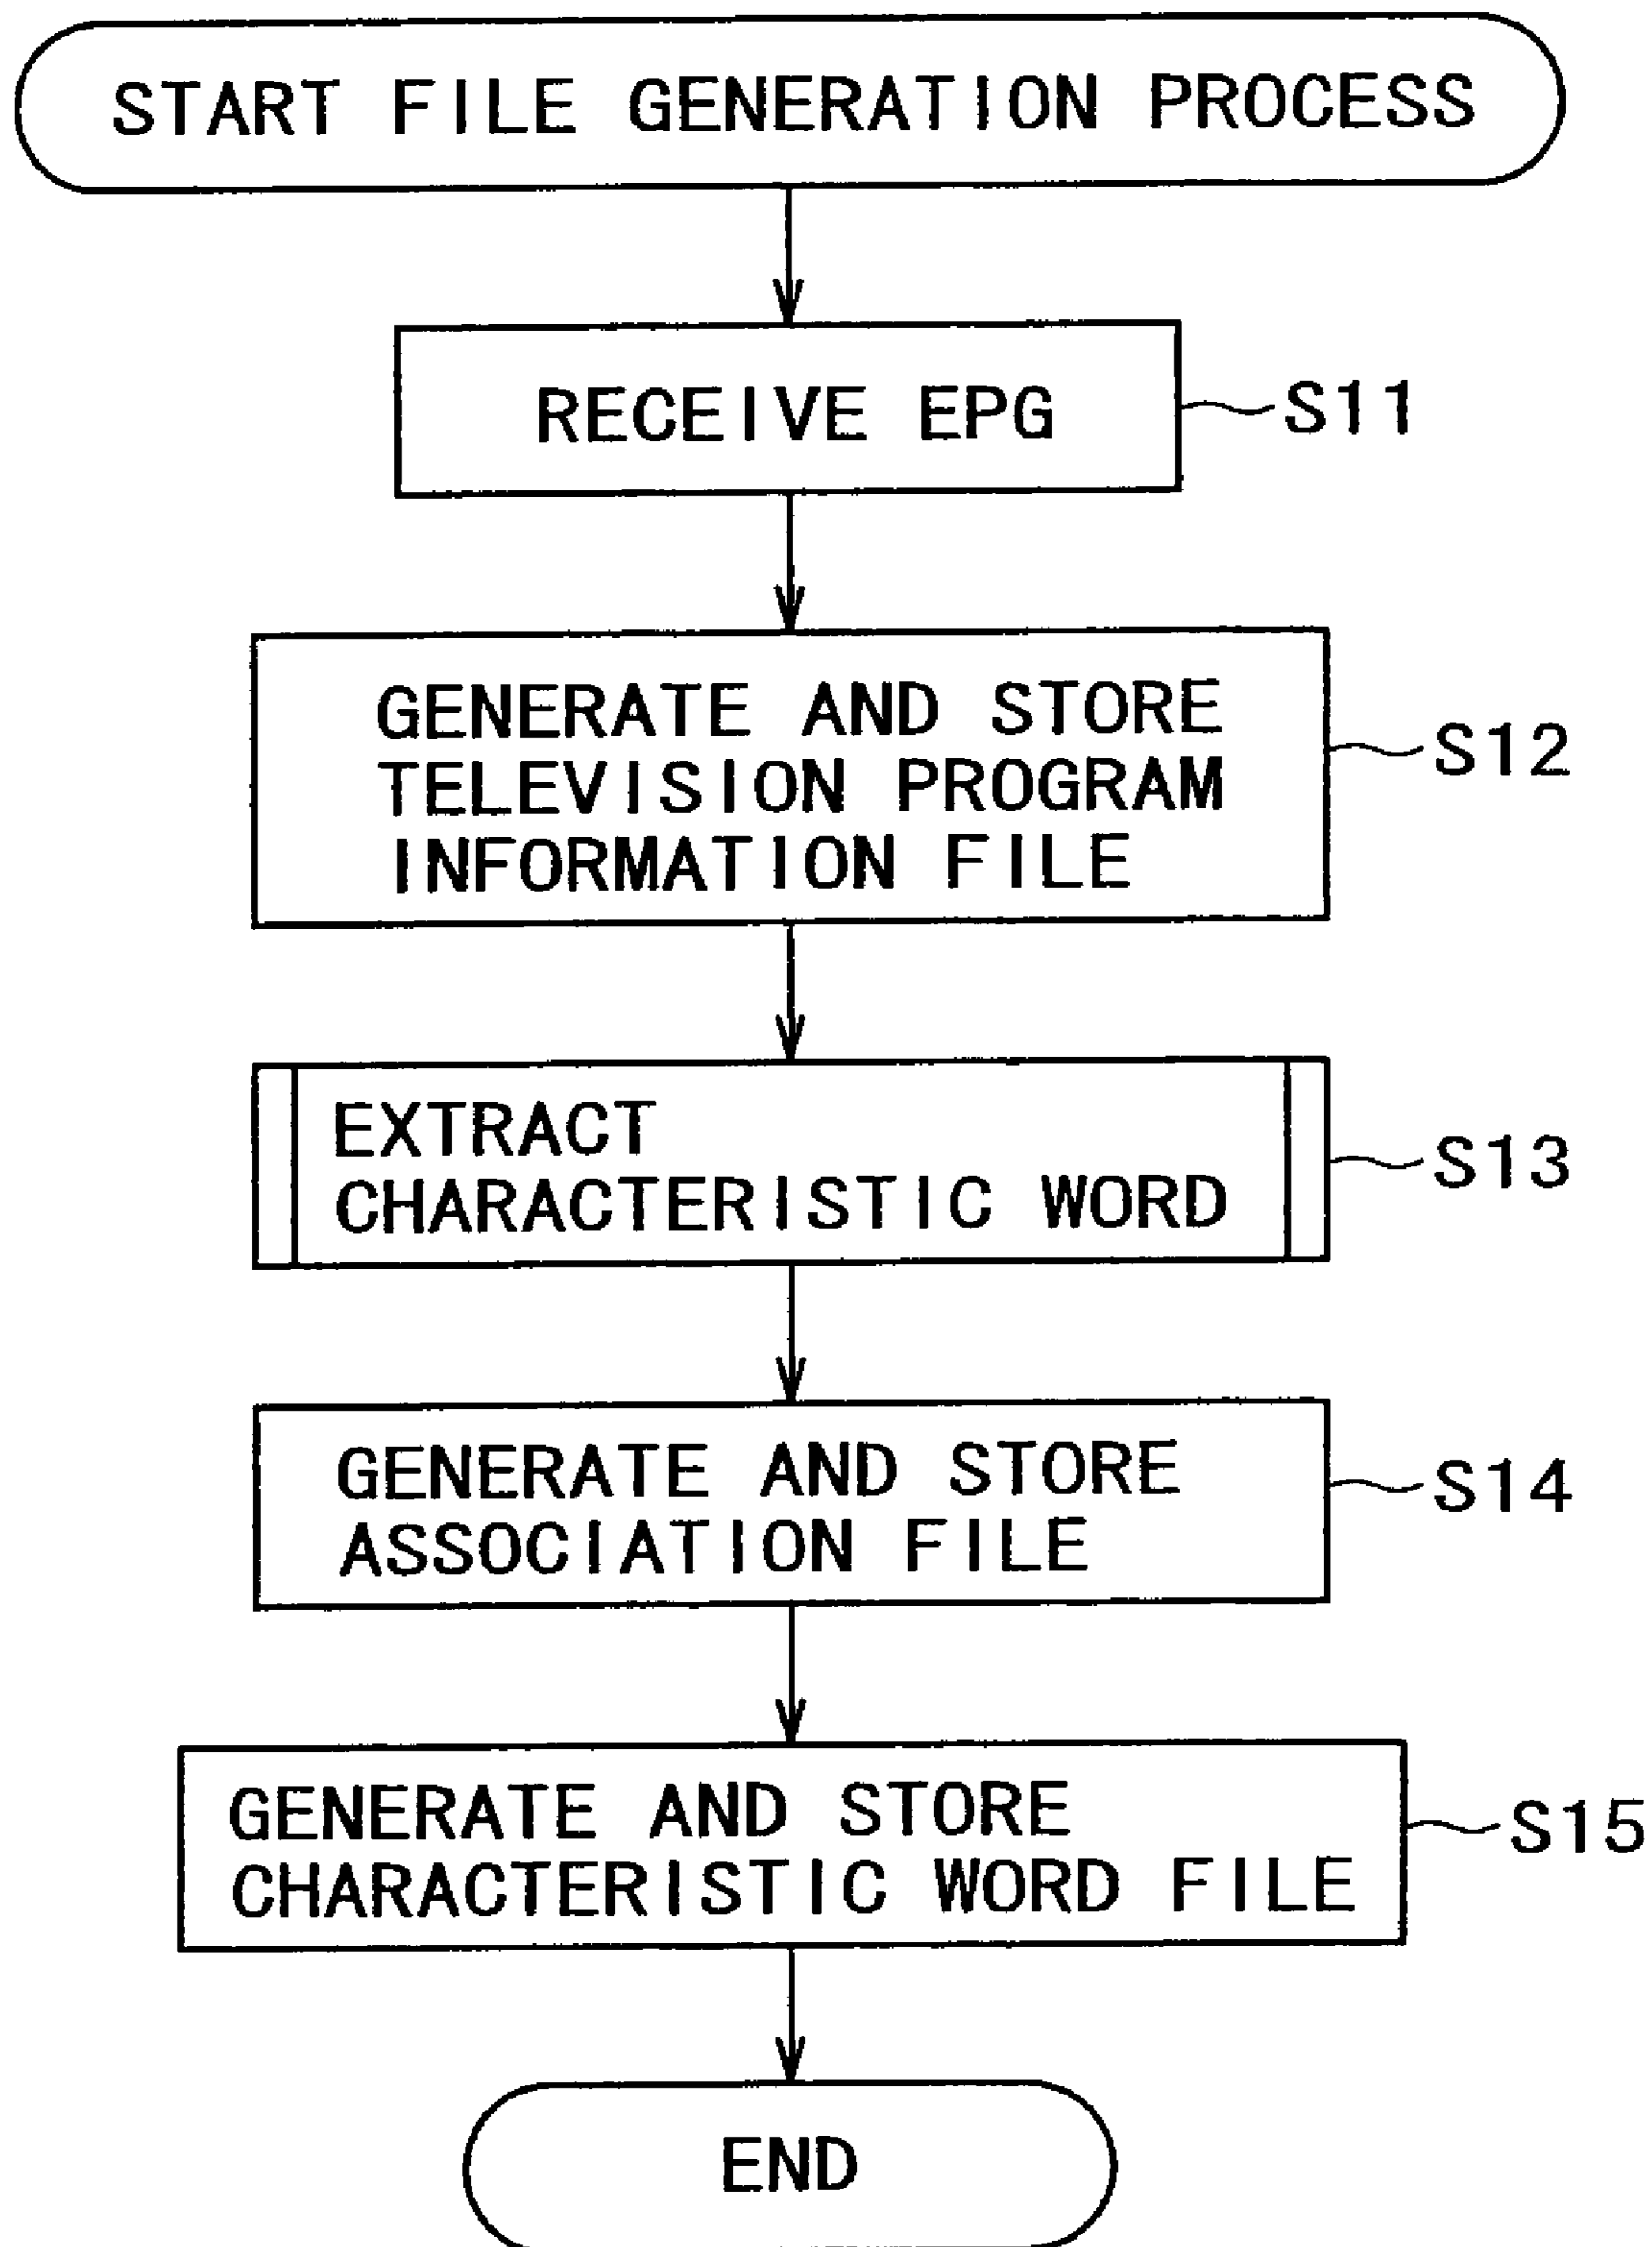 START FILE GENERATION PROCESS
RECEIVE EPG
S11
GENERATE AND STORE
TELEVISION PROGRAM
INFORMATION FILE
S12
EXTRACT
CHARACTERISTIC WORD
S13
GENERATE AND STORE
ASSOCIATION FILE
S14
GENERATE AND STORE
CHARACTERISTIC WORD FILE
S15
END